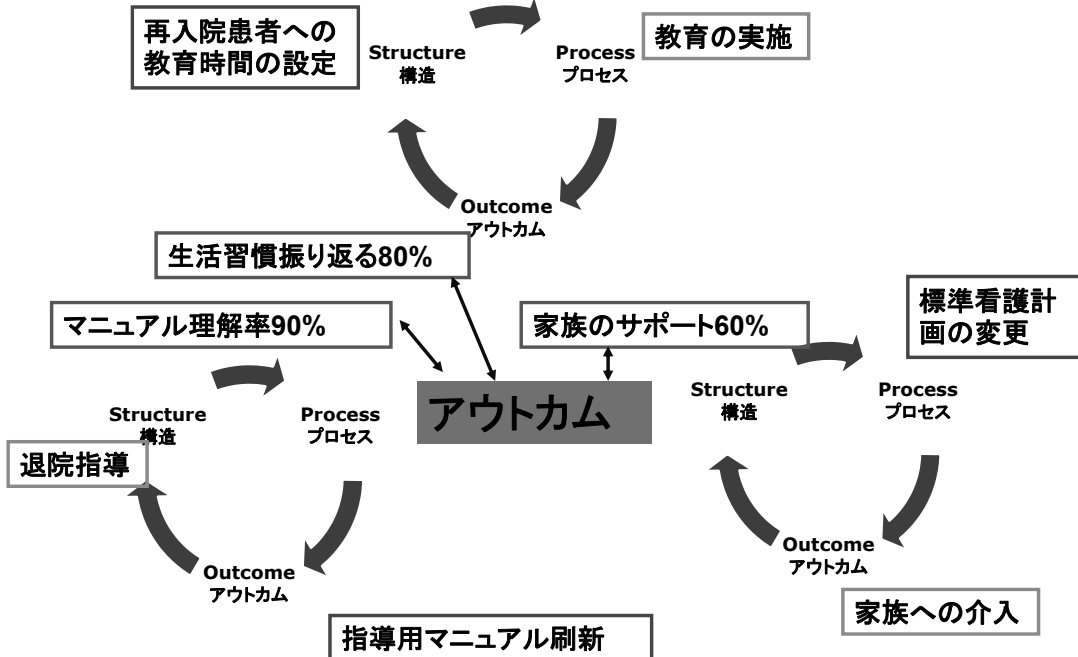 再入院患者への
教育時間の設定
Structure
構造
Process
プロセス
教育の実施
Outcome
アウトカム
生活習慣振り返る80%
マニュアル理解率90%
家族のサポート60%
標準看護計
画の変更
アウトカム
Structure
構造
Process
プロセス
退院指導
Outcome
アウトカム
Structure
構造
Process
プロセス
Outcome
アウトカム
家族への介入
指導用マニュアル刷新